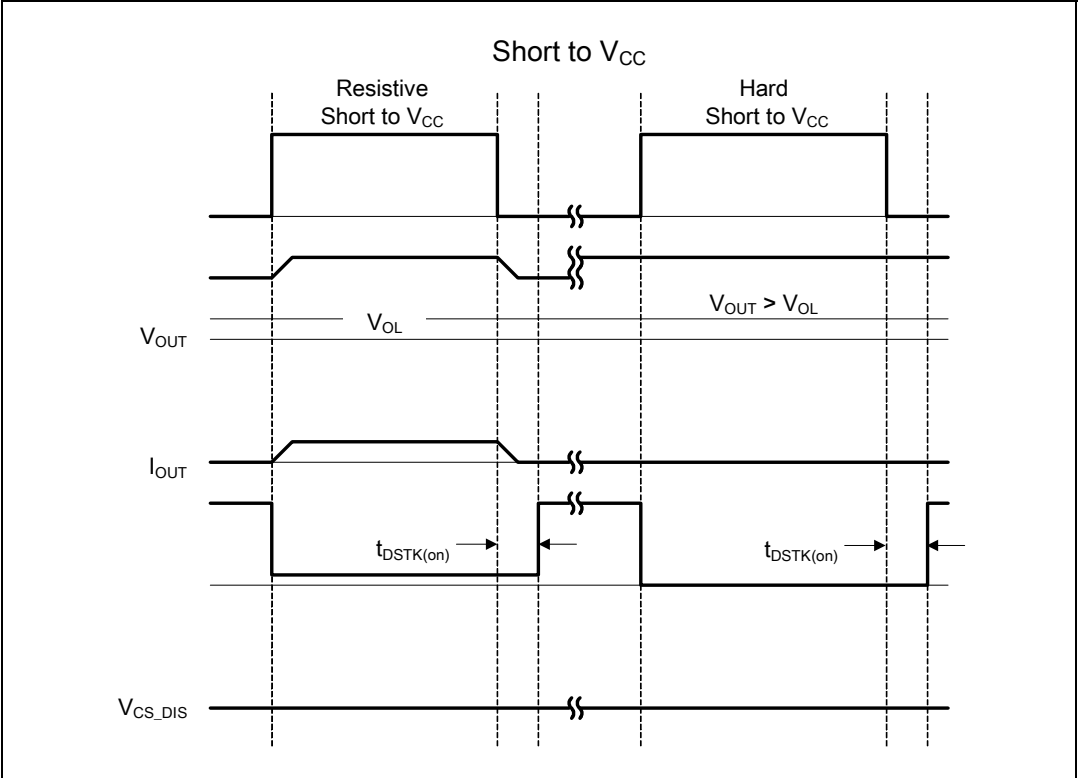 Short to VCC
Resistive
Short to VCC
Hard
Short to VCC
VOUT > VOL
VOL
VOUT
IOUT
tDSTK(on)
tDSTK(on)
VCS_DIS